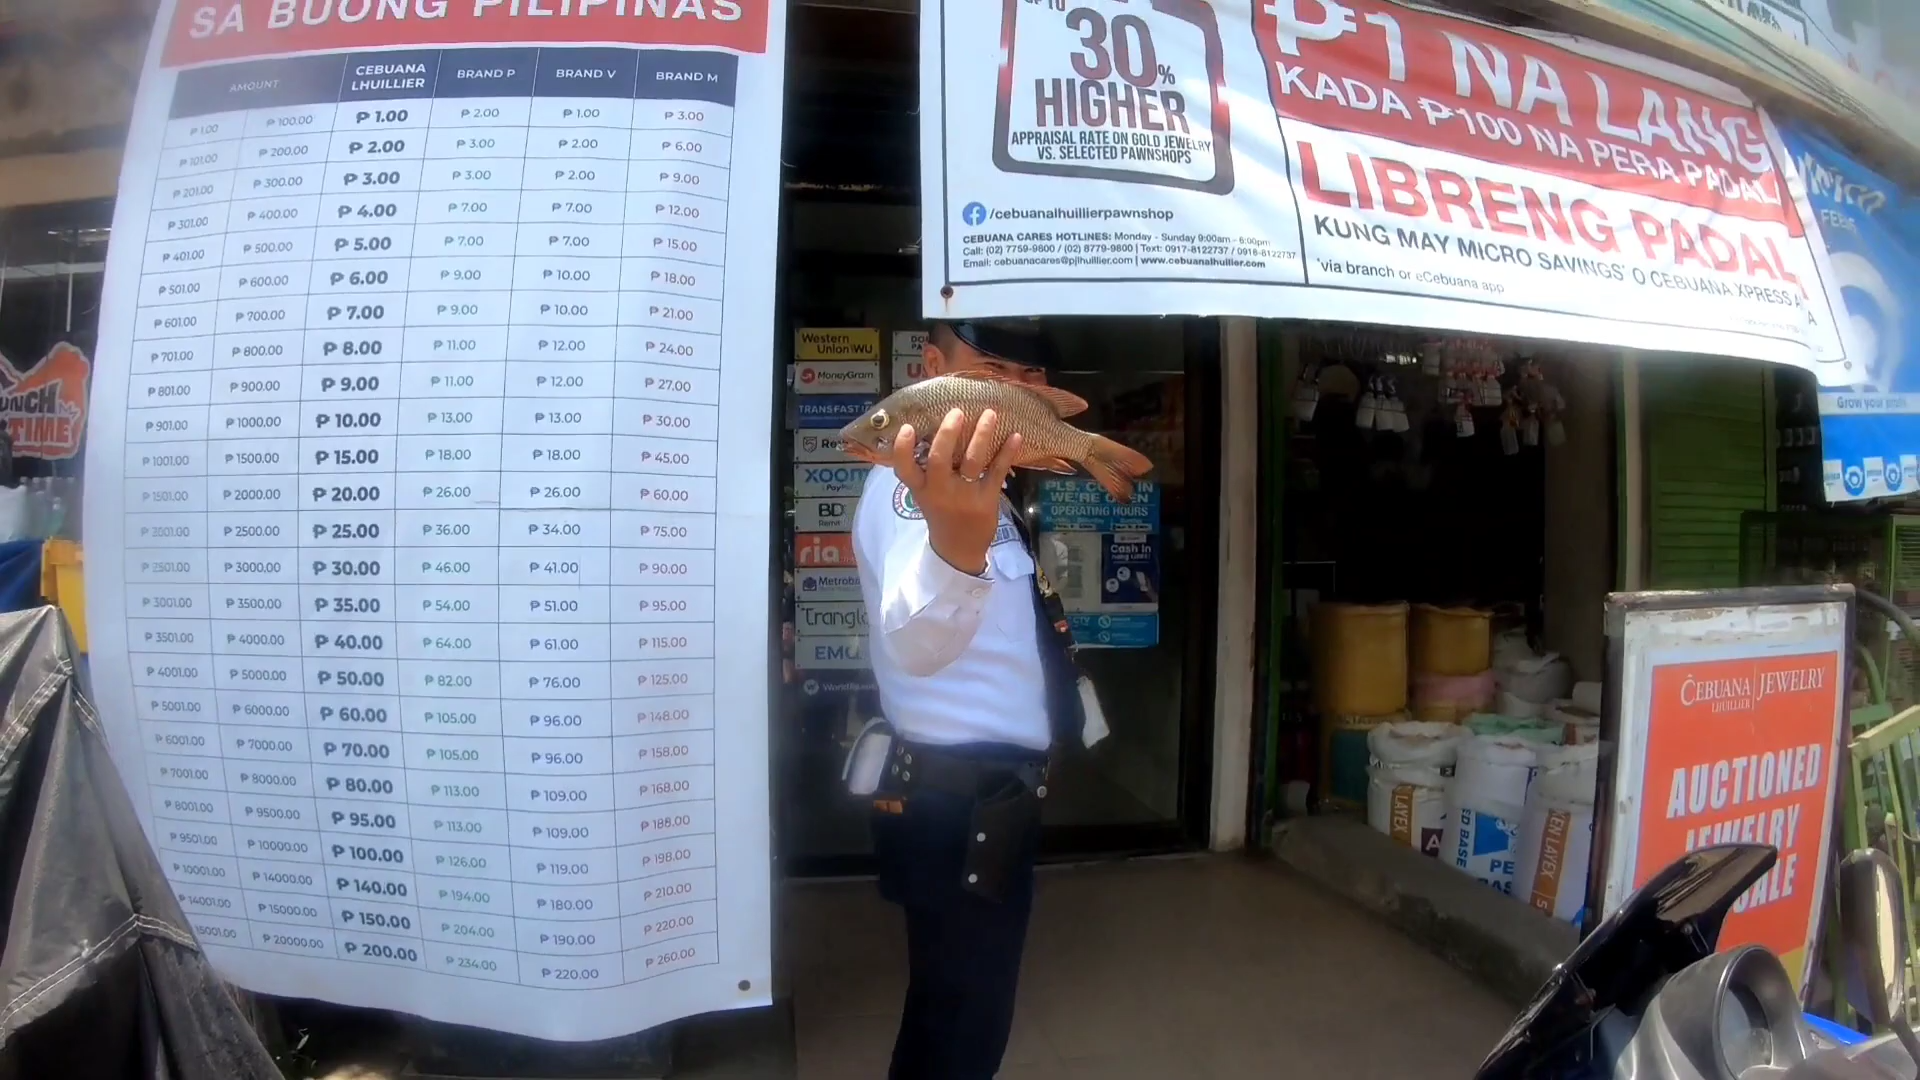 SA BUONG PILIPINAS
AMOUNT CEBUANA LHUILLIER BRAND P BRAND V BRAND M
₱ 1.00 ₱ 100.00 ₱ 1.00 ₱ 2.00 ₱ 1.00 ₱ 3.00
₱ 101.00 ₱ 200.00 ₱ 2.00 ₱ 3.00 ₱ 2.00 ₱ 6.00
₱ 201.00 ₱ 300.00 ₱ 3.00 ₱ 3.00 ₱ 2.00 ₱ 9.00
₱ 301.00 ₱ 400.00 ₱ 4.00 ₱ 7.00 ₱ 7.00 ₱ 12.00
₱ 401.00 ₱ 500.00 ₱ 5.00 ₱ 7.00 ₱ 7.00 ₱ 15.00
₱ 501.00 ₱ 600.00 ₱ 6.00 ₱ 9.00 ₱ 10.00 ₱ 18.00
₱ 601.00 ₱ 700.00 ₱ 7.00 ₱ 9.00 ₱ 10.00 ₱ 21.00
₱ 701.00 ₱ 800.00 ₱ 8.00 ₱ 11.00 ₱ 12.00 ₱ 24.00
₱ 801.00 ₱ 900.00 ₱ 9.00 ₱ 11.00 ₱ 12.00 ₱ 27.00
₱ 901.00 ₱ 1000.00 ₱ 10.00 ₱ 13.00 ₱ 13.00 ₱ 30.00
₱ 1001.00 ₱ 1500.00 ₱ 15.00 ₱ 18.00 ₱ 18.00 ₱ 45.00
₱ 1501.00 ₱ 2000.00 ₱ 20.00 ₱ 26.00 ₱ 26.00 ₱ 60.00
₱ 2001.00 ₱ 2500.00 ₱ 25.00 ₱ 36.00 ₱ 34.00 ₱ 75.00
₱ 2501.00 ₱ 3000.00 ₱ 30.00 ₱ 46.00 ₱ 41.00 ₱ 90.00
₱ 3001.00 ₱ 3500.00 ₱ 35.00 ₱ 54.00 ₱ 51.00 ₱ 95.00
₱ 3501.00 ₱ 4000.00 ₱ 40.00 ₱ 64.00 ₱ 61.00 ₱ 115.00
₱ 4001.00 ₱ 5000.00 ₱ 50.00 ₱ 82.00 ₱ 76.00 ₱ 125.00
₱ 5001.00 ₱ 6000.00 ₱ 60.00 ₱ 105.00 ₱ 96.00 ₱ 148.00
₱ 6001.00 ₱ 7000.00 ₱ 70.00 ₱ 105.00 ₱ 96.00 ₱ 158.00
₱ 7001.00 ₱ 8000.00 ₱ 80.00 ₱ 113.00 ₱ 109.00 ₱ 168.00
₱ 8001.00 ₱ 9500.00 ₱ 95.00 ₱ 113.00 ₱ 109.00 ₱ 188.00
₱ 9501.00 ₱ 10000.00 ₱ 100.00 ₱ 126.00 ₱ 119.00 ₱ 198.00
₱ 10001.00 ₱ 14000.00 ₱ 140.00 ₱ 194.00 ₱ 180.00 ₱ 210.00
₱ 14001.00 ₱ 15000.00 ₱ 150.00 ₱ 204.00 ₱ 190.00 ₱ 220.00
15001.00 ₱ 20000.00 ₱ 200.00 ₱ 234.00 ₱ 220.00 ₱ 260.00
UP TO
30%
HIGHER
APPRAISAL RATE ON GOLD JEWELRY
VS. SELECTED PAWNSHOPS
/cebuanalhuillierpawnshop
CEBUANA CARES HOTLINES: Monday - Sunday 9:00am - 6:00pm
Call: (02) 7759-9800 / (02) 8779-9800 | Text: 0917-8122737 / 0918-8122737
Email: cebuanacares@pjlhuillier.com | www.cebuanalhuillier.com
₱1 NA LANG
KADA ₱100 NA PERA PADALA
LIBRENG PADALA
KUNG MAY MICRO SAVINGS* O CEBUANA XPRESS
*via branch or eCebuana app
Grow your
TIME
Western
Union WU
MoneyGram
TRANSFAST
xoom
ria
EM
PLS. IN
WE'RE OPEN
OPERATING HOURS
Cash in
CEBUANA LHUILLIER JEWELRY
AUCTIONED
JEWELRY
SALE
LAYEX